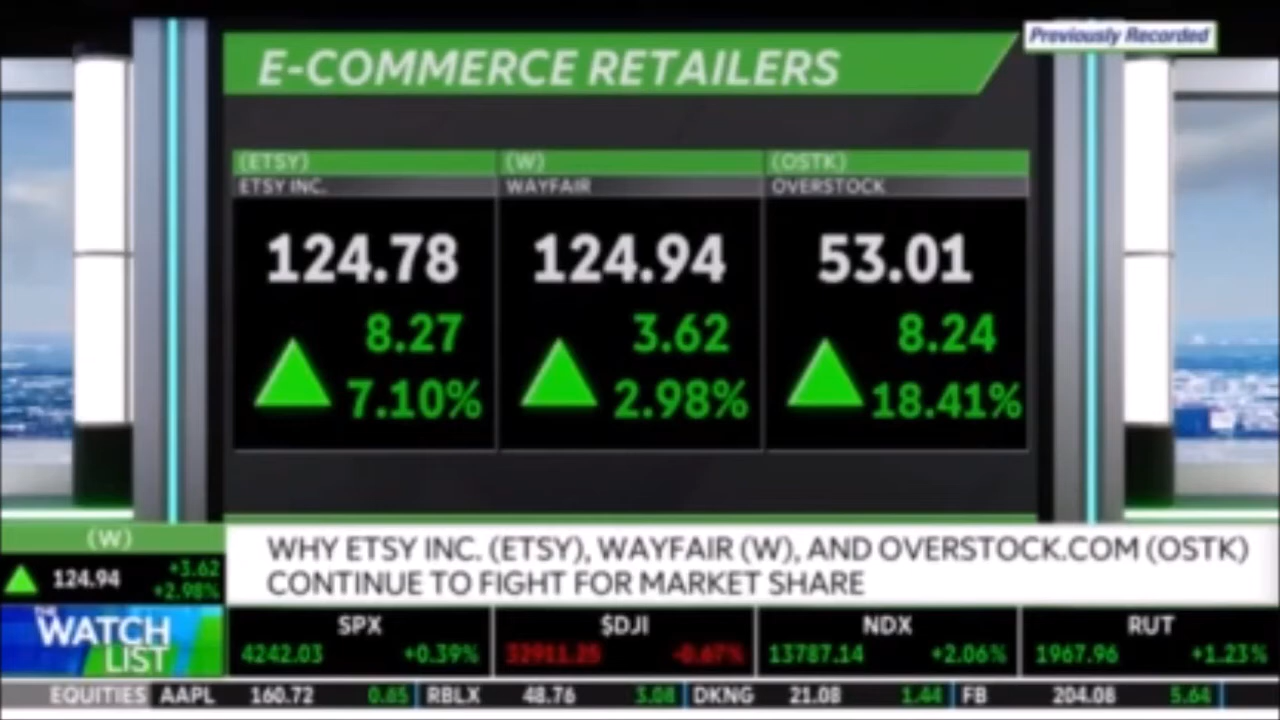 Previously Recorded
E-COMMERCE RETAILERS
(ETSY) (W) (OSTK)
ETSY INC. WAYFAIR OVERSTOCK
124.78 124.94 53.01
8.27 3.62 8.24
7.10% 2.98% 18.41%
(W)
124.94
+3.62
+2.98%
WHY ETSY INC. (ETSY), WAYFAIR (W), AND OVERSTOCK.COM (OSTK)
CONTINUE TO FIGHT FOR MARKET SHARE
THE
WATCH
LIST
SPX $DJI NDX RUT
4242.03 +0.39% 32911.25 -0.67% 13787.14 +2.06% 1967.96 +1.23%
EQUITIES AAPL 160.72 0.65 RBLX 48.76 3.08 DKNG 21.08 1.44 FB 204.08 5.64